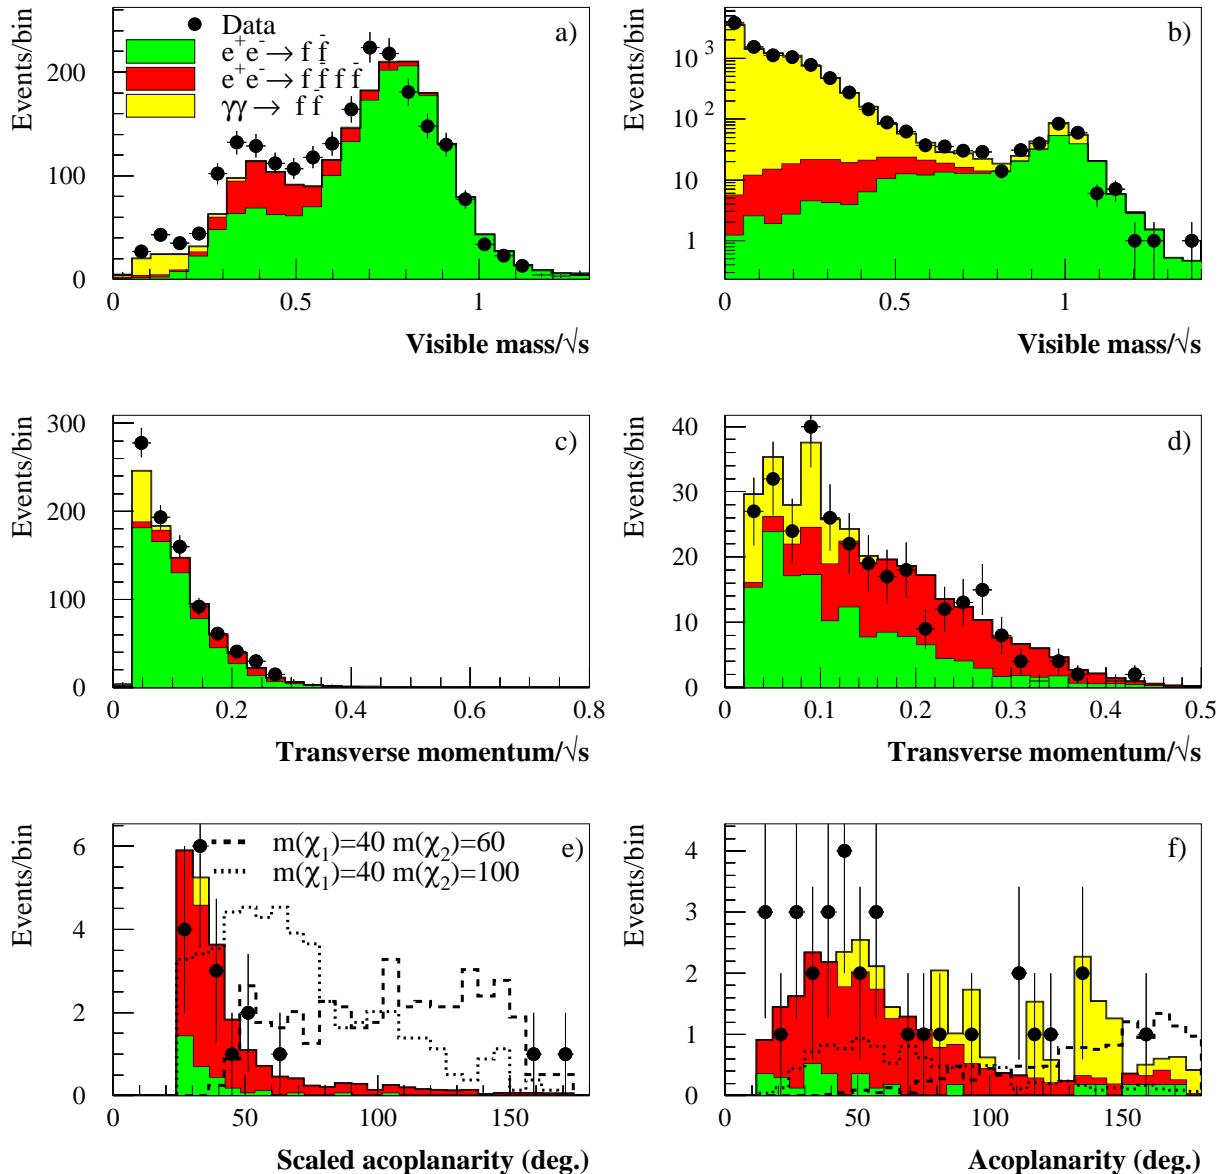 Events/bin
200
100
0
Data
e⁺e⁻→ f f̄
e⁺e⁻→ f f̄ f f̄
γγ → f f̄
a)
0 0.5 1
Visible mass/√s
Events/bin
10³
10²
10
1
b)
0 0.5 1
Visible mass/√s
Events/bin
300
200
100
0
c)
0 0.2 0.4 0.6 0.8
Transverse momentum/√s
Events/bin
40
30
20
10
0
d)
0 0.1 0.2 0.3 0.4 0.5
Transverse momentum/√s
Events/bin
6
4
2
0
m(χ₁)=40 m(χ₂)=60
m(χ₁)=40 m(χ₂)=100
e)
0 50 100 150
Scaled acoplanarity (deg.)
Events/bin
4
3
2
1
0
f)
0 50 100 150
Acoplanarity (deg.)